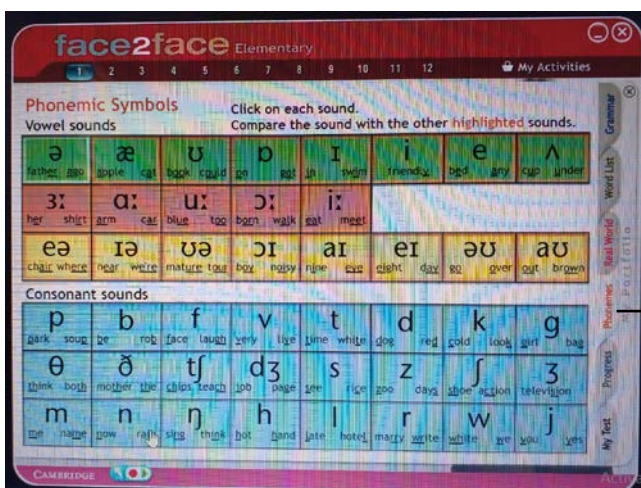 face2face Elementary
1 2 3 4 5 6 7 8 9 10 11 12 My Activities
Phonemic Symbols
Click on each sound.
Vowel sounds
Compare the sound with the other highlighted sounds.
ə æ ʊ ɒ ɪ i e ʌ
father ago apple cat book could on got in swim friendly bed any cup under
ɜː ɑː uː ɔː iː
her shirt arm car blue too born walk eat meet
eə ɪə ʊə ɔɪ aɪ eɪ əʊ aʊ
chair where near we're mature tour boy noisy nine eye eight day go over out brown
Consonant sounds
p b f v t d k g
park soup be rob face laugh very live time white dog red cold look girl bag
θ ð tʃ dʒ s z ʃ ʒ
think both mother the chips teach job page see rice zoo days shoe action television
m n ŋ h l r w j
me name now rain sing think hot hand late hotel marry write white we you yes
Grammar
Word List
Real World
Phonemes
Portfolio
Progress
My Test
CAMBRIDGE